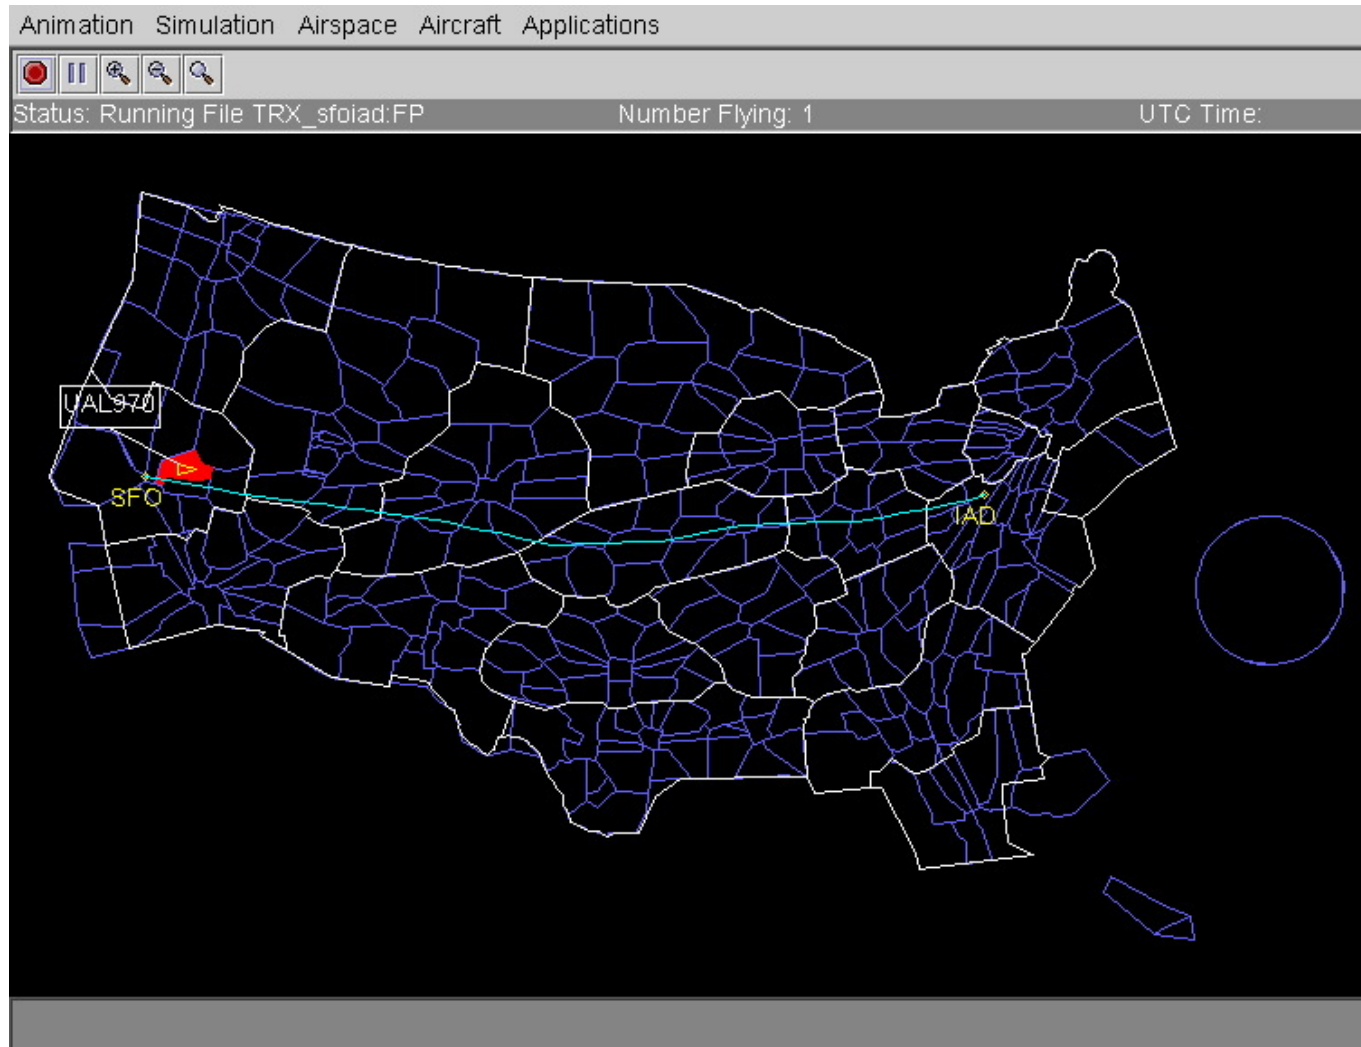 Animation Simulation Airspace Aircraft Applications
Status: Running File TRX_sfoiad:FP Number Flying: 1 UTC Time:
UAL970
SFO
IAD